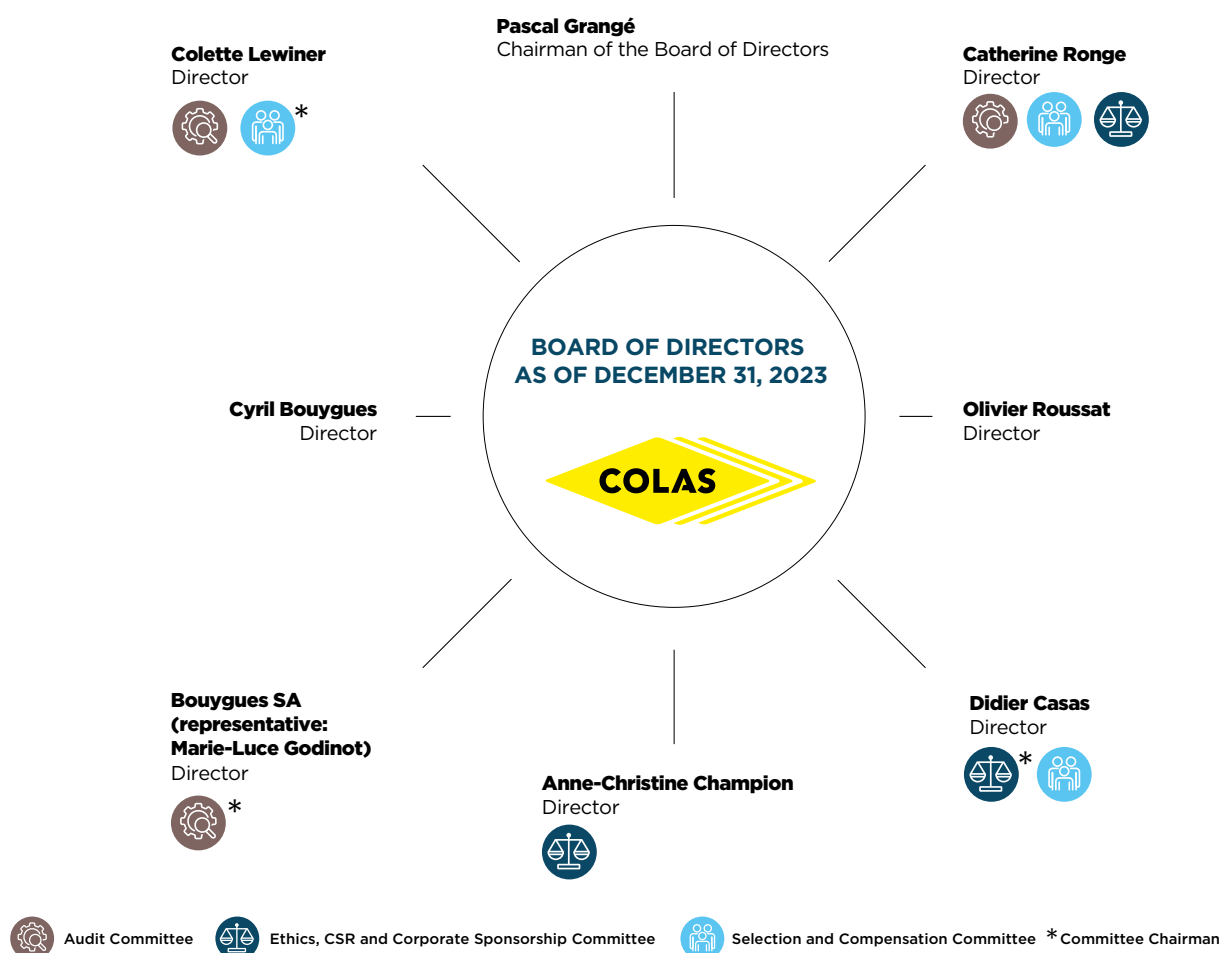 Pascal Grangé
Chairman of the Board of Directors
Colette Lewiner
Director
*
Catherine Ronge
Director
BOARD OF DIRECTORS
AS OF DECEMBER 31, 2023
COLAS
Cyril Bouygues
Director
Olivier Roussat
Director
Bouygues SA
(representative:
Marie-Luce Godinot)
Director
*
Anne-Christine Champion
Director
Didier Casas
Director
*
Audit Committee
Ethics, CSR and Corporate Sponsorship Committee
Selection and Compensation Committee
*Committee Chairman